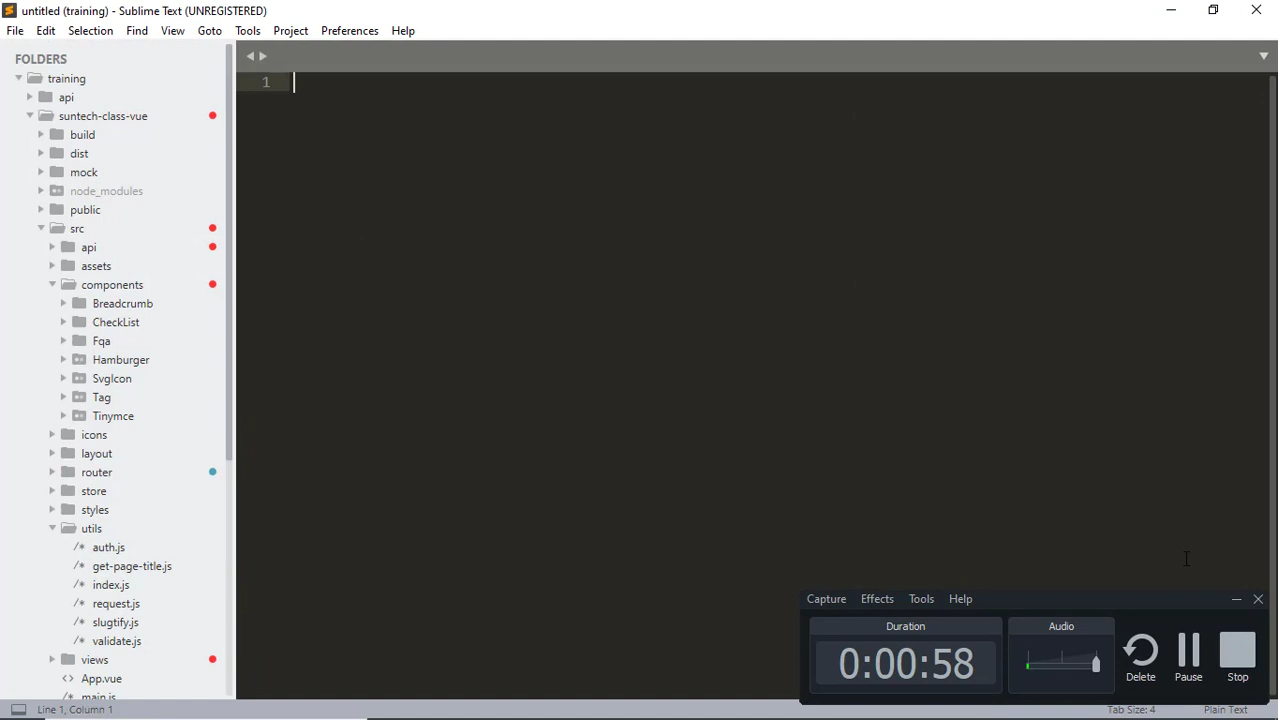 untitled (training) - Sublime Text (UNREGISTERED)
File Edit Selection Find View Goto Tools Project Preferences Help
FOLDERS
training
api
suntech-class-vue
build
dist
mock
node_modules
public
src
api
assets
components
Breadcrumb
CheckList
Fqa
Hamburger
SvgIcon
Tag
Tinymce
icons
layout
router
store
styles
utils
/* auth.js
/* get-page-title.js
/* index.js
/* request.js
/* slugtify.js
/* validate.js
views
<> App.vue
/* main.js
1
Capture Effects Tools Help
Duration
0:00:58
Audio
Delete
Pause
Stop
Line 1, Column 1
Tab Size: 4
Plain Text